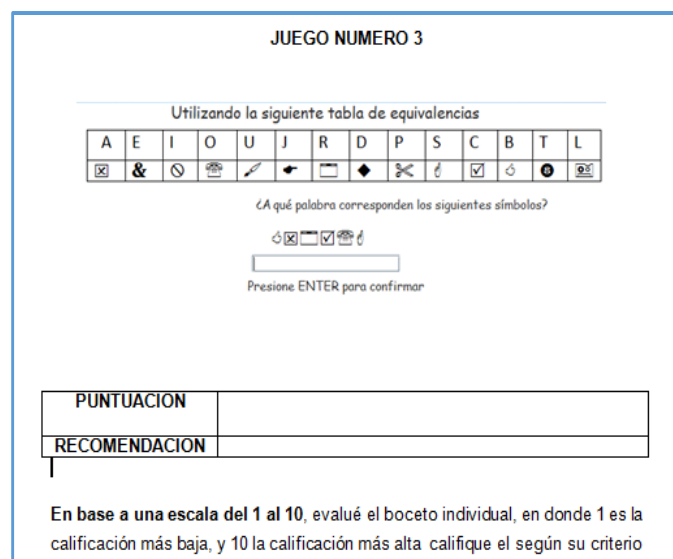 JUEGO NUMERO 3
Utilizando la siguiente tabla de equivalencias
A E I O U J R D P S C B T L
¿A qué palabra corresponden los siguientes símbolos?
Presione ENTER para confirmar
PUNTUACION
RECOMENDACION
En base a una escala del 1 al 10, evalué el boceto individual, en donde 1 es la
calificación más baja, y 10 la calificación más alta califique el según su criterio